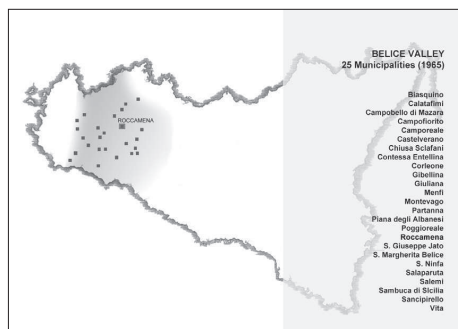 BELICE VALLEY
25 Municipalities (1965)
Biasquino
Calatafimi
Campobello di Mazara
Campofiorito
Camporeale
Castelverano
Chiusa Sclafani
Contessa Entellina
Corleone
Gibellina
Giuliana
Menfi
Montevago
Partanna
Piana degli Albanesi
Poggioreale
Roccamena
S. Giuseppe Jato
S. Margherita Belice
S. Ninfa
Salaparuta
Salemi
Sambuca di SIcilia
Sancipirello
Vita
ROCCAMENA